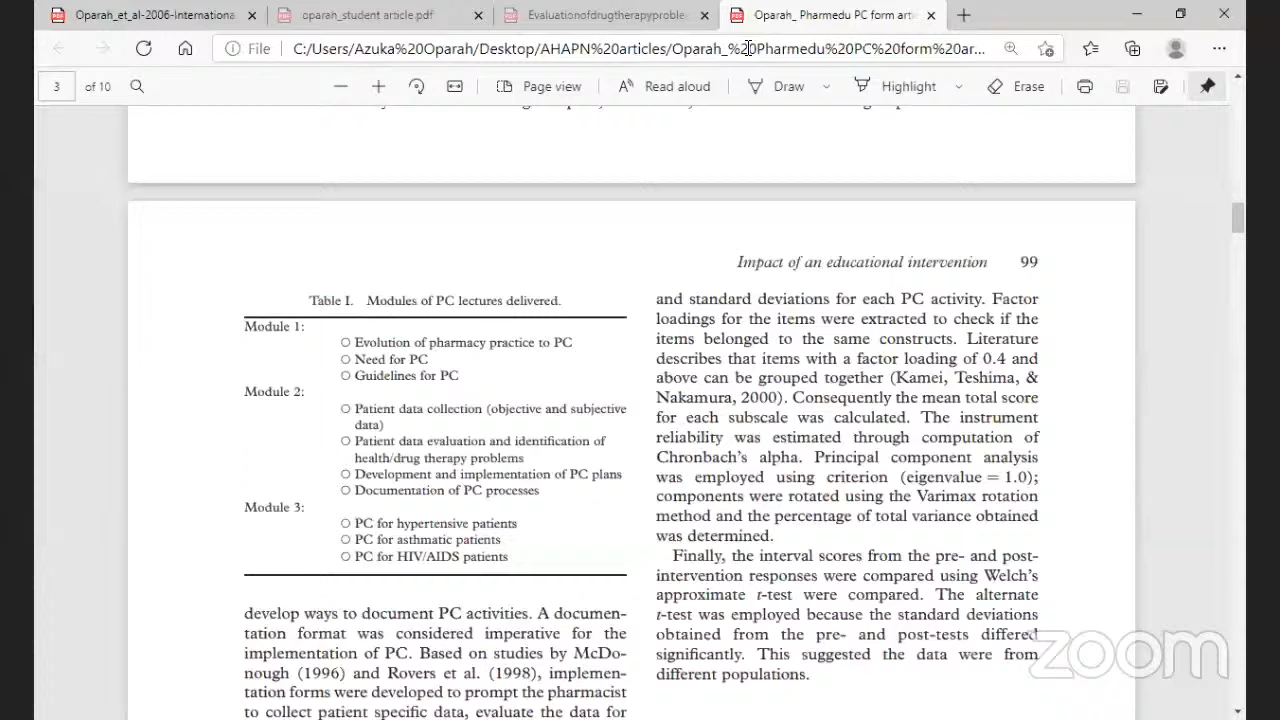 Oparah_et_al-2006-Internationa
oparah_student article.pdf
Evaluationofdrugtherapyproble
Oparah_ Pharmedu PC form arti
File
C:/Users/Azuka%20Oparah/Desktop/AHAPN%20articles/Oparah_%20Pharmedu%20PC%20form%20ar...
3 of 10
Page view
Read aloud
Draw
Highlight
Erase
Impact of an educational intervention 99
Table I. Modules of PC lectures delivered.
Module 1:
Evolution of pharmacy practice to PC
Need for PC
Guidelines for PC
Module 2:
Patient data collection (objective and subjective
data)
Patient data evaluation and identification of
health/drug therapy problems
Development and implementation of PC plans
Documentation of PC processes
Module 3:
PC for hypertensive patients
PC for asthmatic patients
PC for HIV/AIDS patients
develop ways to document PC activities. A documen-
tation format was considered imperative for the
implementation of PC. Based on studies by McDo-
nough (1996) and Rovers et al. (1998), implemen-
tation forms were developed to prompt the pharmacist
to collect patient specific data, evaluate the data for
and standard deviations for each PC activity. Factor
loadings for the items were extracted to check if the
items belonged to the same constructs. Literature
describes that items with a factor loading of 0.4 and
above can be grouped together (Kamei, Teshima, &
Nakamura, 2000). Consequently the mean total score
for each subscale was calculated. The instrument
reliability was estimated through computation of
Chronbach's alpha. Principal component analysis
was employed using criterion (eigenvalue = 1.0);
components were rotated using the Varimax rotation
method and the percentage of total variance obtained
was determined.
Finally, the interval scores from the pre- and post-
intervention responses were compared using Welch's
approximate t-test were compared. The alternate
t-test was employed because the standard deviations
obtained from the pre- and post-tests differed
significantly. This suggested the data were from
different populations.
zoom